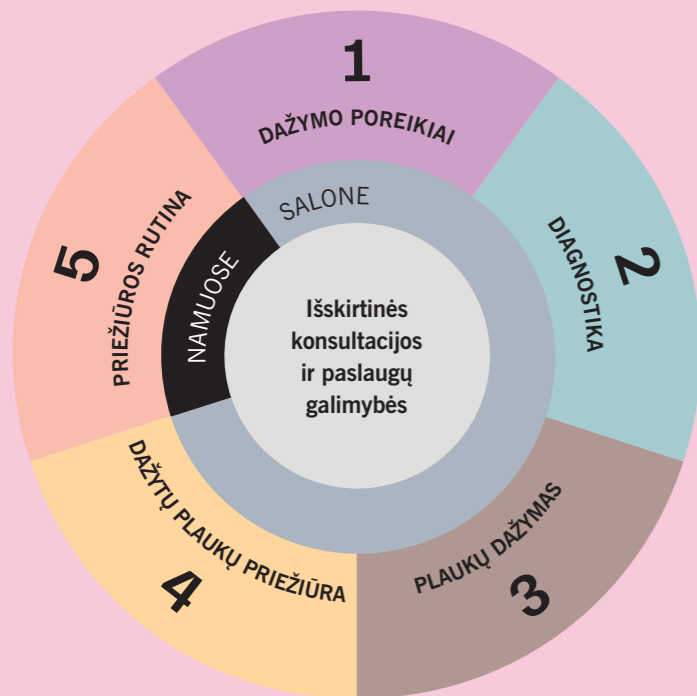 1
DAŽYMO POREIKIAI
2
DIAGNOSTIKA
3
PLAUKŲ DAŽYMAS
4
DAŽYTŲ PLAUKŲ PRIEŽIŪRA
5
PRIEŽIŪROS RUTINA
SALONE
NAMUOSE
Išskirtinės
konsultacijos
ir paslaugų
galimybės